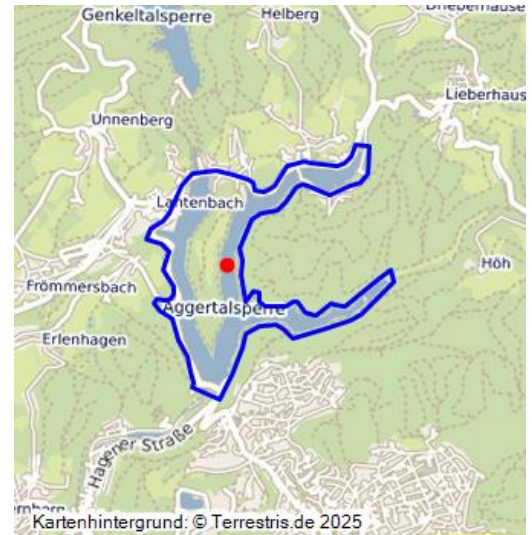 Genkeltalsperre
Helberg
Lieberhaus
Unnenberg
Lantenbach
Höh
Frömmersbach
Aggertalsperre
Erlenhagen
Hagener Straße
Kartenhintergrund: © Terrestris.de 2025